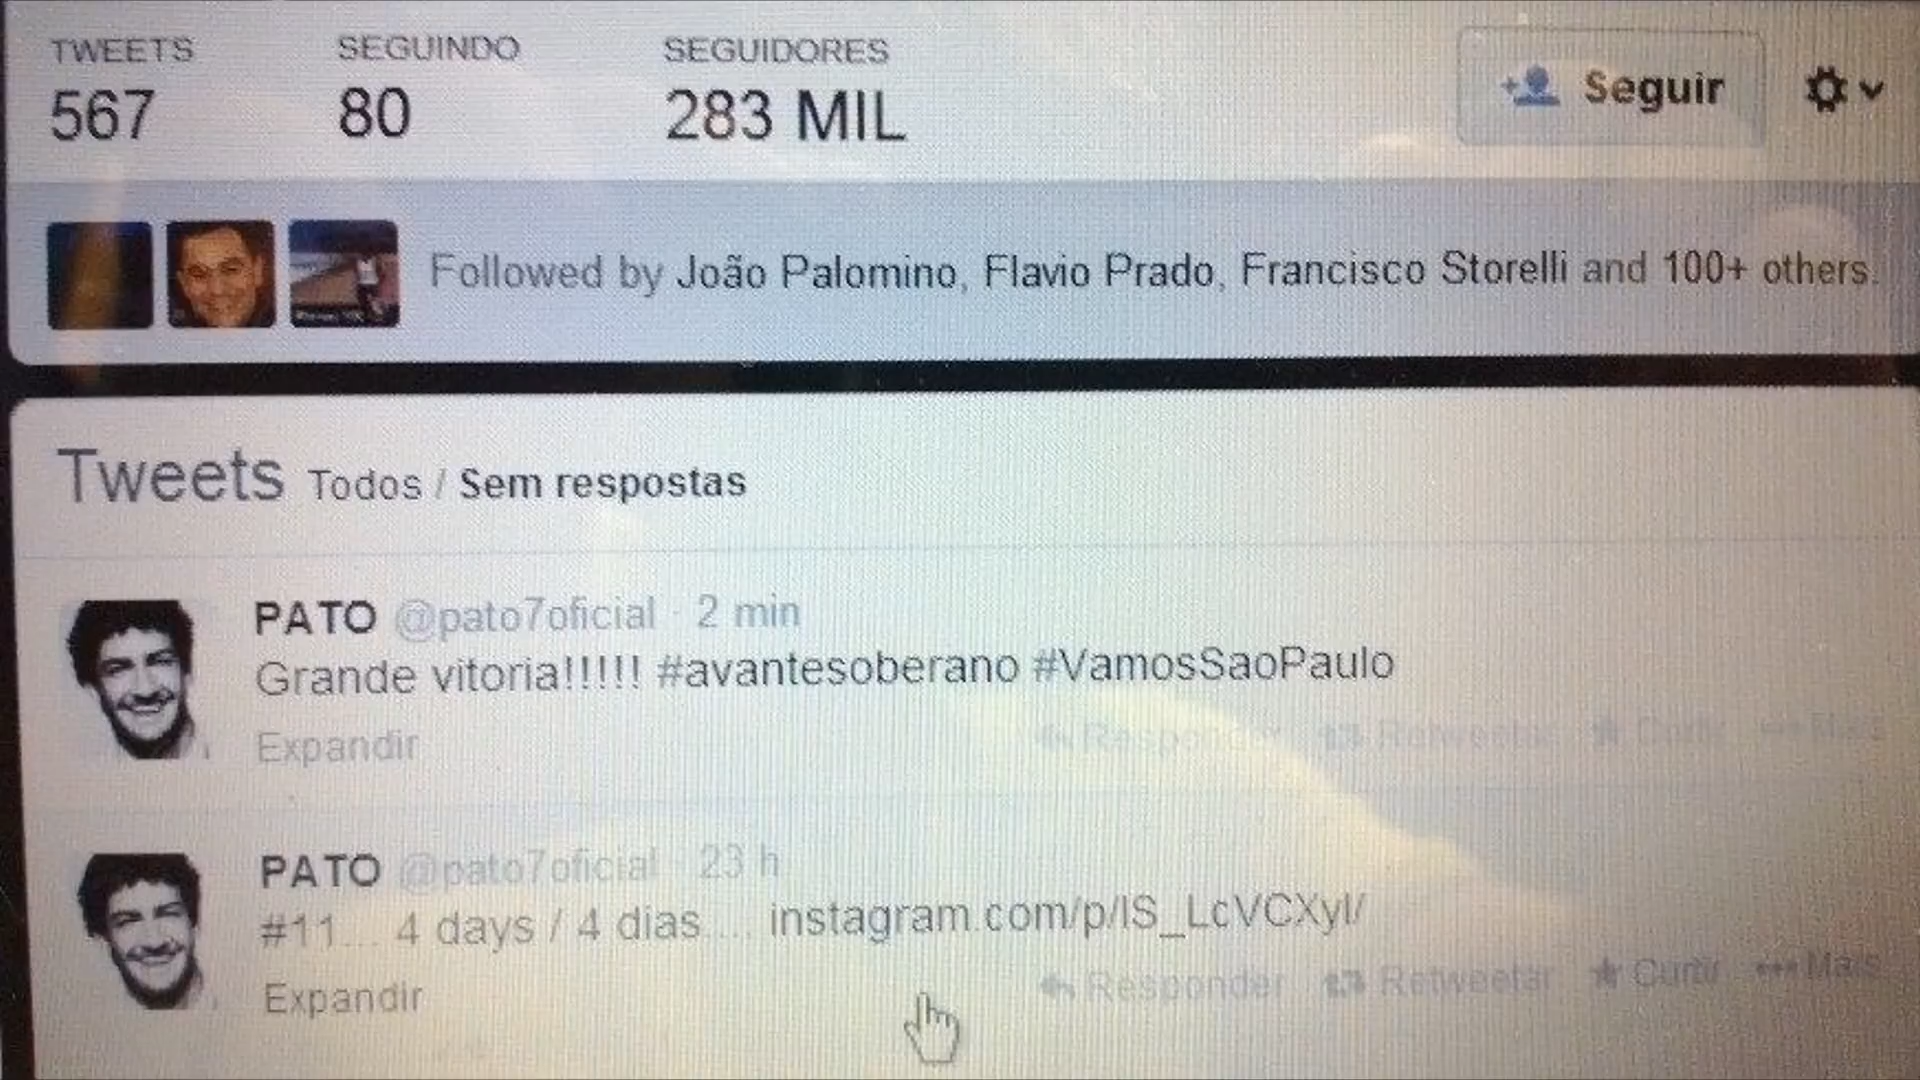 TWEETS SEGUINDO SEGUIDORES
567 80 283 MIL
Seguir
Followed by João Palomino, Flavio Prado, Francisco Storelli and 100+ others.
Tweets Todos / Sem respostas
PATO @pato7oficial · 2 min
Grande vitoria!!!!! #avantesoberano #VamosSaoPaulo
Expandir Responder Retweetar Curtir Mais
PATO @pato7oficial · 23 h
#11... 4 days / 4 dias .... instagram.com/p/lS_LcVCXyl/
Expandir Responder Retweetar Curtir Mais